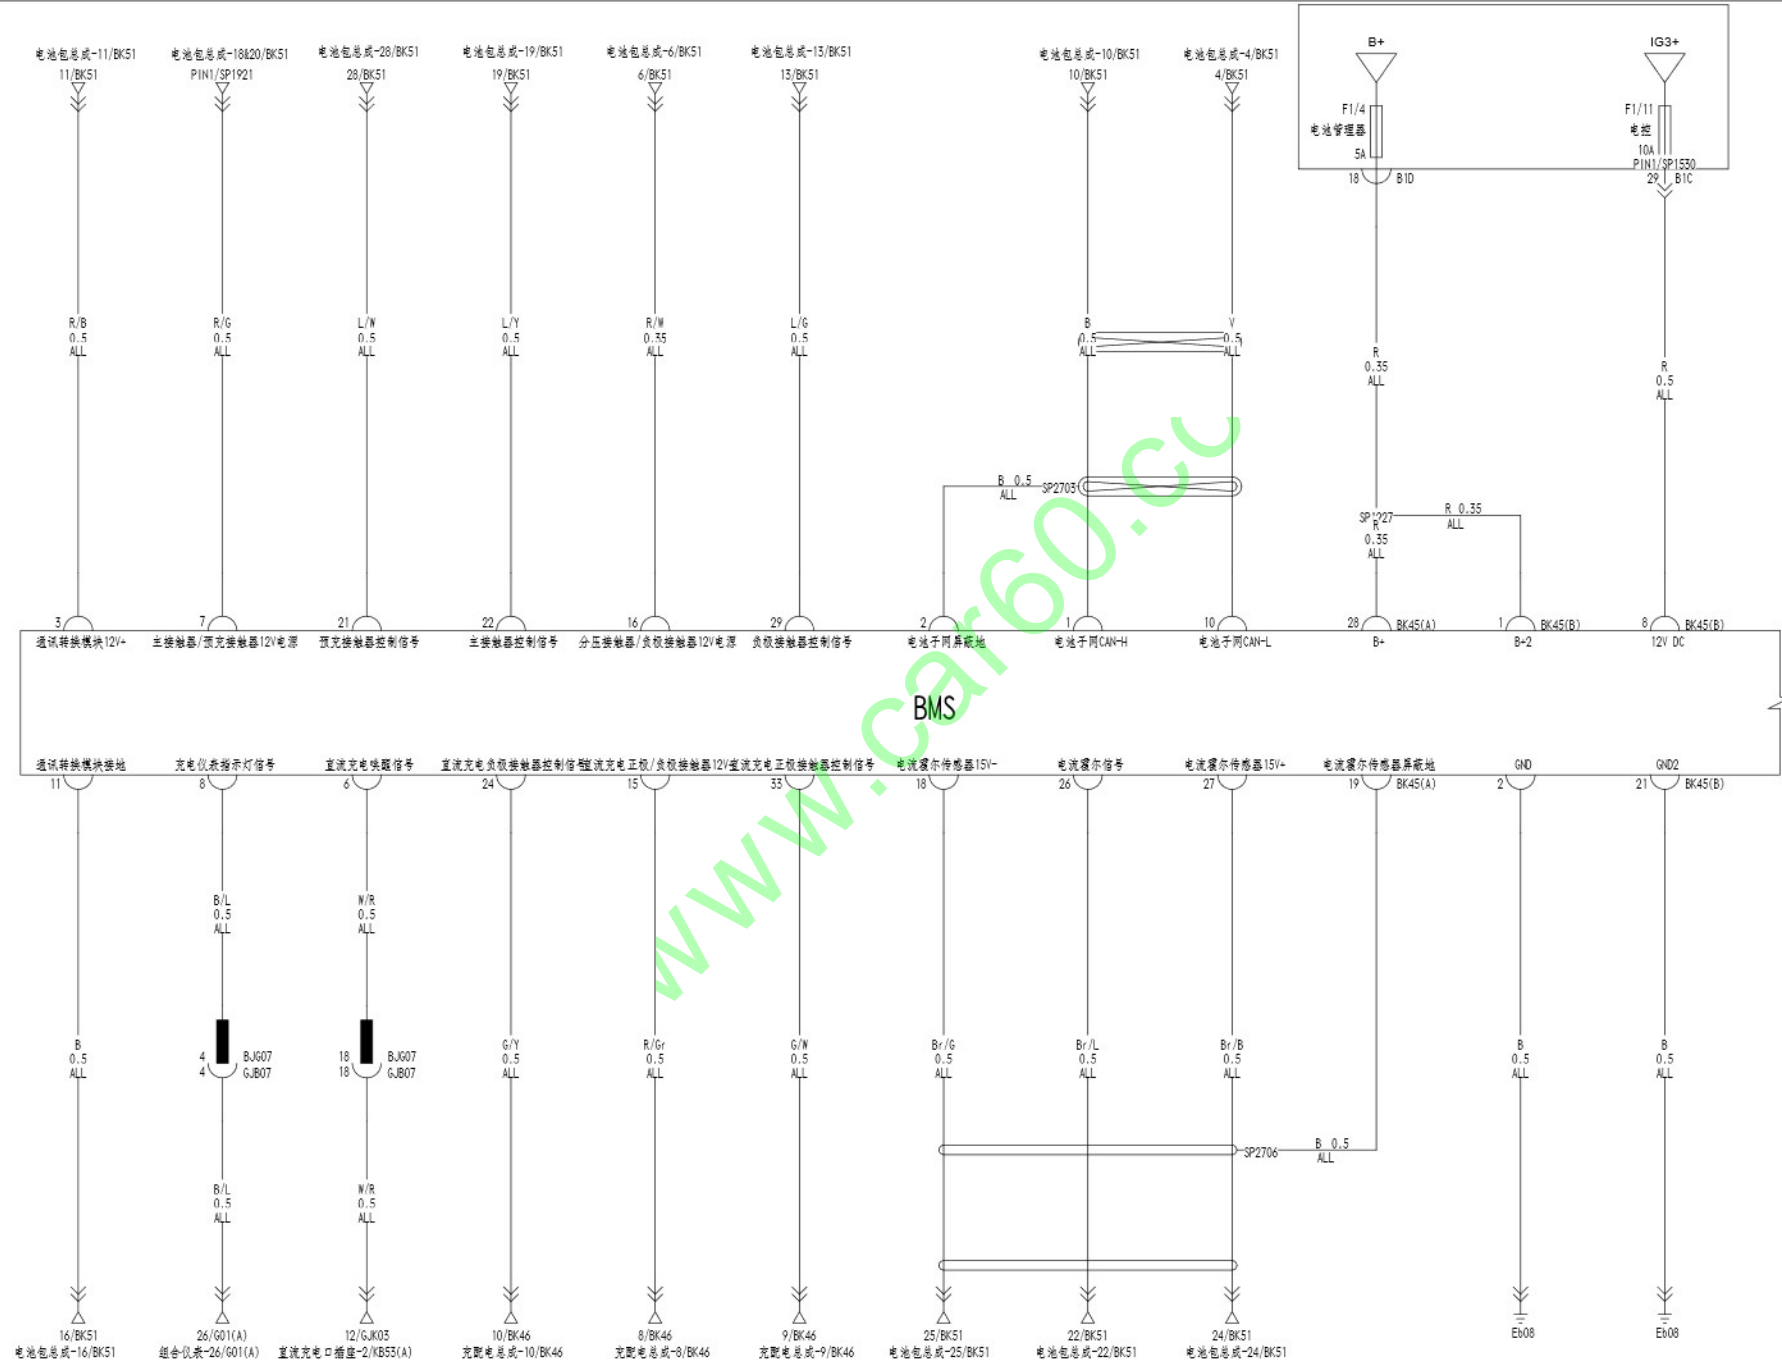 电池包总成-11/BK51 电池包总成-18&20/BK51 电池包总成-28/BK51 电池包总成-19/BK51 电池包总成-6/BK51 电池包总成-13/BK51 电池包总成-10/BK51 电池包总成-4/BK51
11/BK51 PIN1/SP1921 28/BK51 19/BK51 6/BK51 13/BK51 10/BK51 4/BK51
B+ IG3+
F1/4 F1/11
电池管理器 电控
5A 10A
PIN1/SP1530
18 B1D 29 B1C
R/B R/G L/W L/Y R/W L/G B V
0.5 0.5 0.5 0.5 0.35 0.5 0.5 0.5
ALL ALL ALL ALL ALL ALL ALL ALL
R R
0.35 0.5
ALL ALL
B 0.5 SP2703
ALL
R 0.35
ALL
R
0.35
ALL
3 7 21 22 16 29 2 1 10 28 BK45(A) 1 BK45(B) 8 BK45(B)
通讯转换模块12V+ 主接触器/预充接触器12V电源 预充接触器控制信号 主接触器控制信号 分压接触器/负极接触器12V电源 负极接触器控制信号 电池子网屏蔽地 电池子网CAN-H 电池子网CAN-L B+ B+2 12V DC
BMS
www.car60.co
通讯转换模块接地 充电仪表指示灯信号 直流充电唤醒信号 直流充电负极接触器控制信号 直流充电正极/负极接触器12V 直流充电正极接触器控制信号 电流霍尔传感器15V- 电流霍尔信号 电流霍尔传感器15V+ 电流霍尔传感器屏蔽地 GND GND2
11 8 6 24 15 33 18 26 27 19 BK45(A) 2 21 BK45(B)
B/L W/R
0.5 0.5
ALL ALL
B G/Y R/Gr G/W Br/G Br/L Br/B B B
0.5 0.5 0.5 0.5 0.5 0.5 0.5 0.5 0.5
ALL ALL ALL ALL ALL ALL ALL ALL ALL
4 BJG07 18 BJG07
4 GJB07 18 GJB07
SP2706 B 0.5
ALL
B/L W/R
0.5 0.5
ALL ALL
16/BK51 26/G01(A) 12/GJK03 10/BK46 8/BK46 9/BK46 25/BK51 22/BK51 24/BK51 Eb08 Eb08
电池包总成-16/BK51 组合仪表-26/G01(A) 直流充电口插座-2/KB53(A) 充配电总成-10/BK46 充配电总成-8/BK46 充配电总成-9/BK46 电池包总成-25/BK51 电池包总成-22/BK51 电池包总成-24/BK51